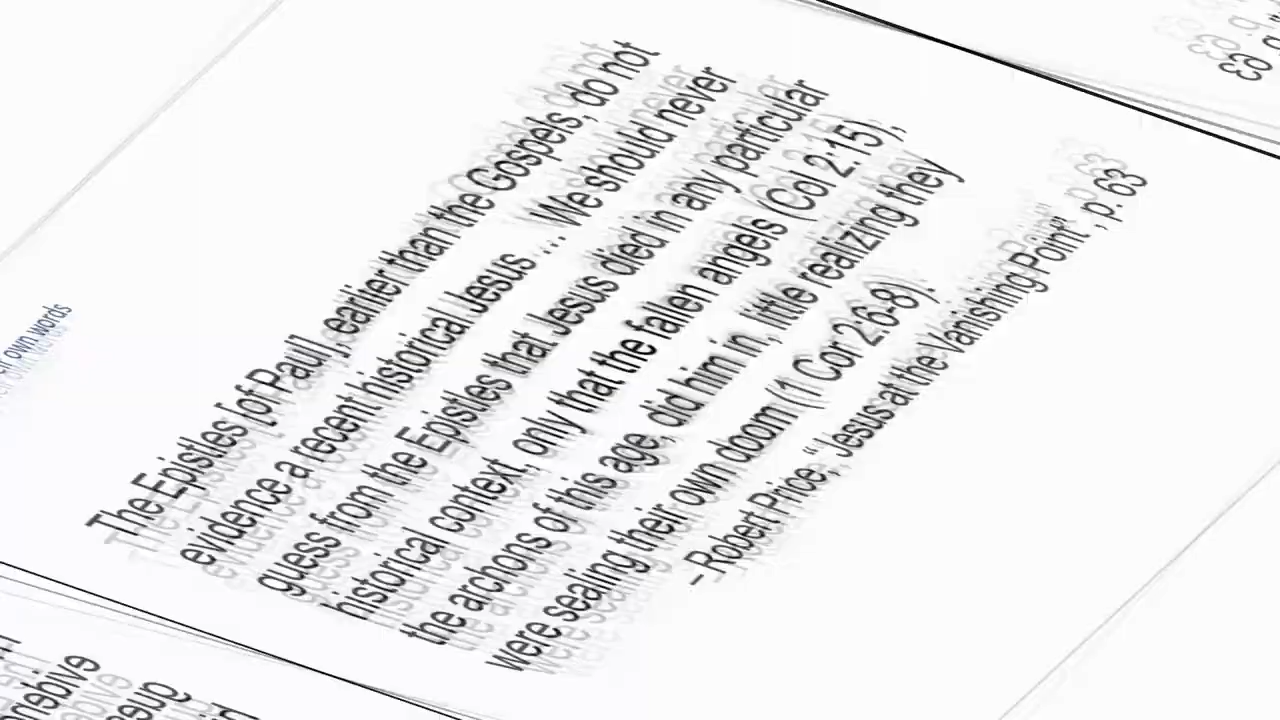 own words
The Epistles [of Paul], earlier than the Gospels, do not
evidence a recent historical Jesus … We should never
guess from the Epistles that Jesus died in any particular
historical context, only that the fallen angels (Col 2:15),
the archons of this age, did him in, little realizing they
were sealing their own doom (1 Cor 2:6-8).
– Robert Price, “Jesus at the Vanishing Point”, p. 63
p. 63